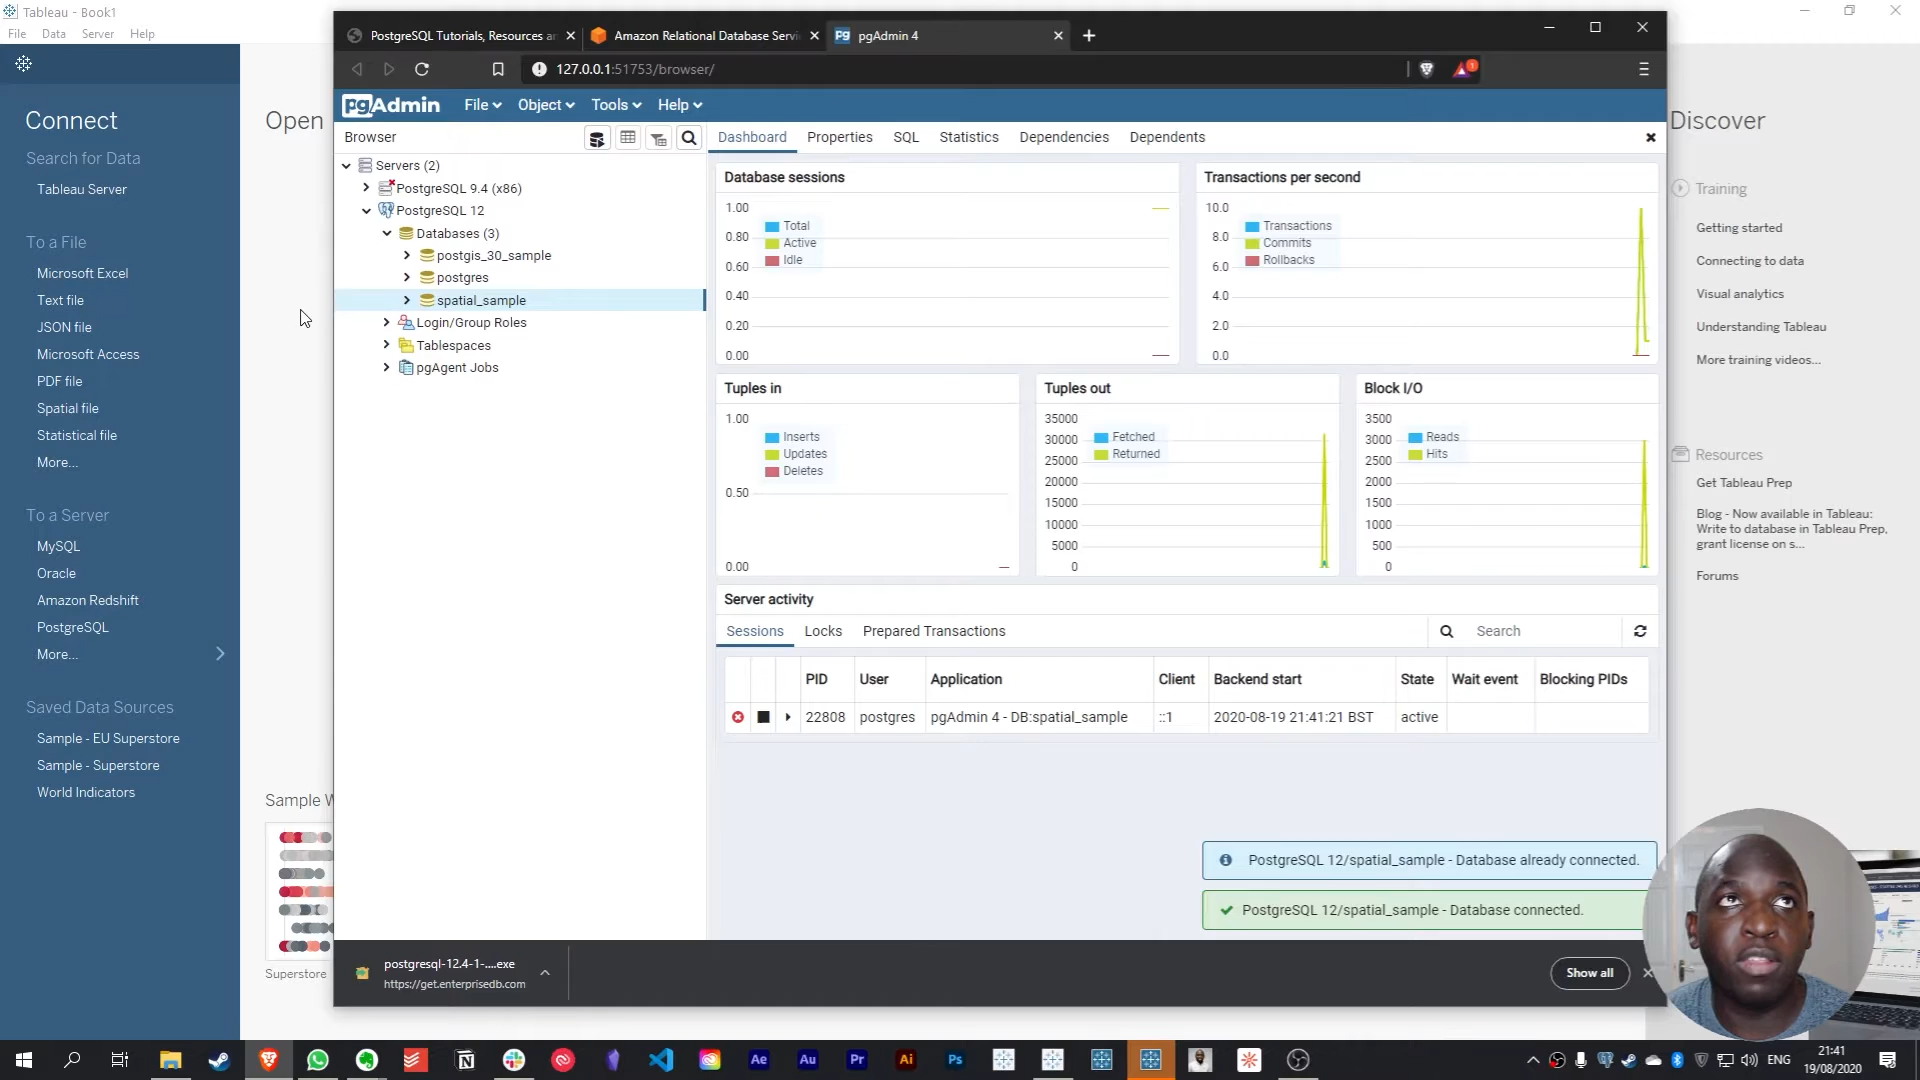 Tableau - Book1
File Data Server Help
Connect
Search for Data
Tableau Server
To a File
Microsoft Excel
Text file
JSON file
Microsoft Access
PDF file
Spatial file
Statistical file
More...
To a Server
MySQL
Oracle
Amazon Redshift
PostgreSQL
More...
Saved Data Sources
Sample - EU Superstore
Sample - Superstore
World Indicators
Open
Sample W
Superstore
PostgreSQL Tutorials, Resources an
Amazon Relational Database Servi
Pg pgAdmin 4
127.0.0.1:51753/browser/
1
pgAdmin File Object Tools Help
Browser
Servers (2)
PostgreSQL 9.4 (x86)
PostgreSQL 12
Databases (3)
postgis_30_sample
postgres
spatial_sample
Login/Group Roles
Tablespaces
pgAgent Jobs
Dashboard Properties SQL Statistics Dependencies Dependents
Database sessions
1.00
0.80
0.60
0.40
0.20
0.00
Total
Active
Idle
Transactions per second
10.0
8.0
6.0
4.0
2.0
0.0
Transactions
Commits
Rollbacks
Tuples in
1.00
0.50
0.00
Inserts
Updates
Deletes
Tuples out
35000
30000
25000
20000
15000
10000
5000
0
Fetched
Returned
Block I/O
3500
3000
2500
2000
1500
1000
500
0
Reads
Hits
Server activity
Sessions Locks Prepared Transactions
Search
PID User Application Client Backend start State Wait event Blocking PIDs
22808 postgres pgAdmin 4 - DB:spatial_sample ::1 2020-08-19 21:41:21 BST active
PostgreSQL 12/spatial_sample - Database already connected.
PostgreSQL 12/spatial_sample - Database connected.
postgresql-12.4-1-....exe
https://get.enterprisedb.com
Show all
Discover
Training
Getting started
Connecting to data
Visual analytics
Understanding Tableau
More training videos...
Resources
Get Tableau Prep
Blog - Now available in Tableau:
Write to database in Tableau Prep,
grant license on s...
Forums
Ae Au Pr Ai Ps
ENG
21:41
19/08/2020